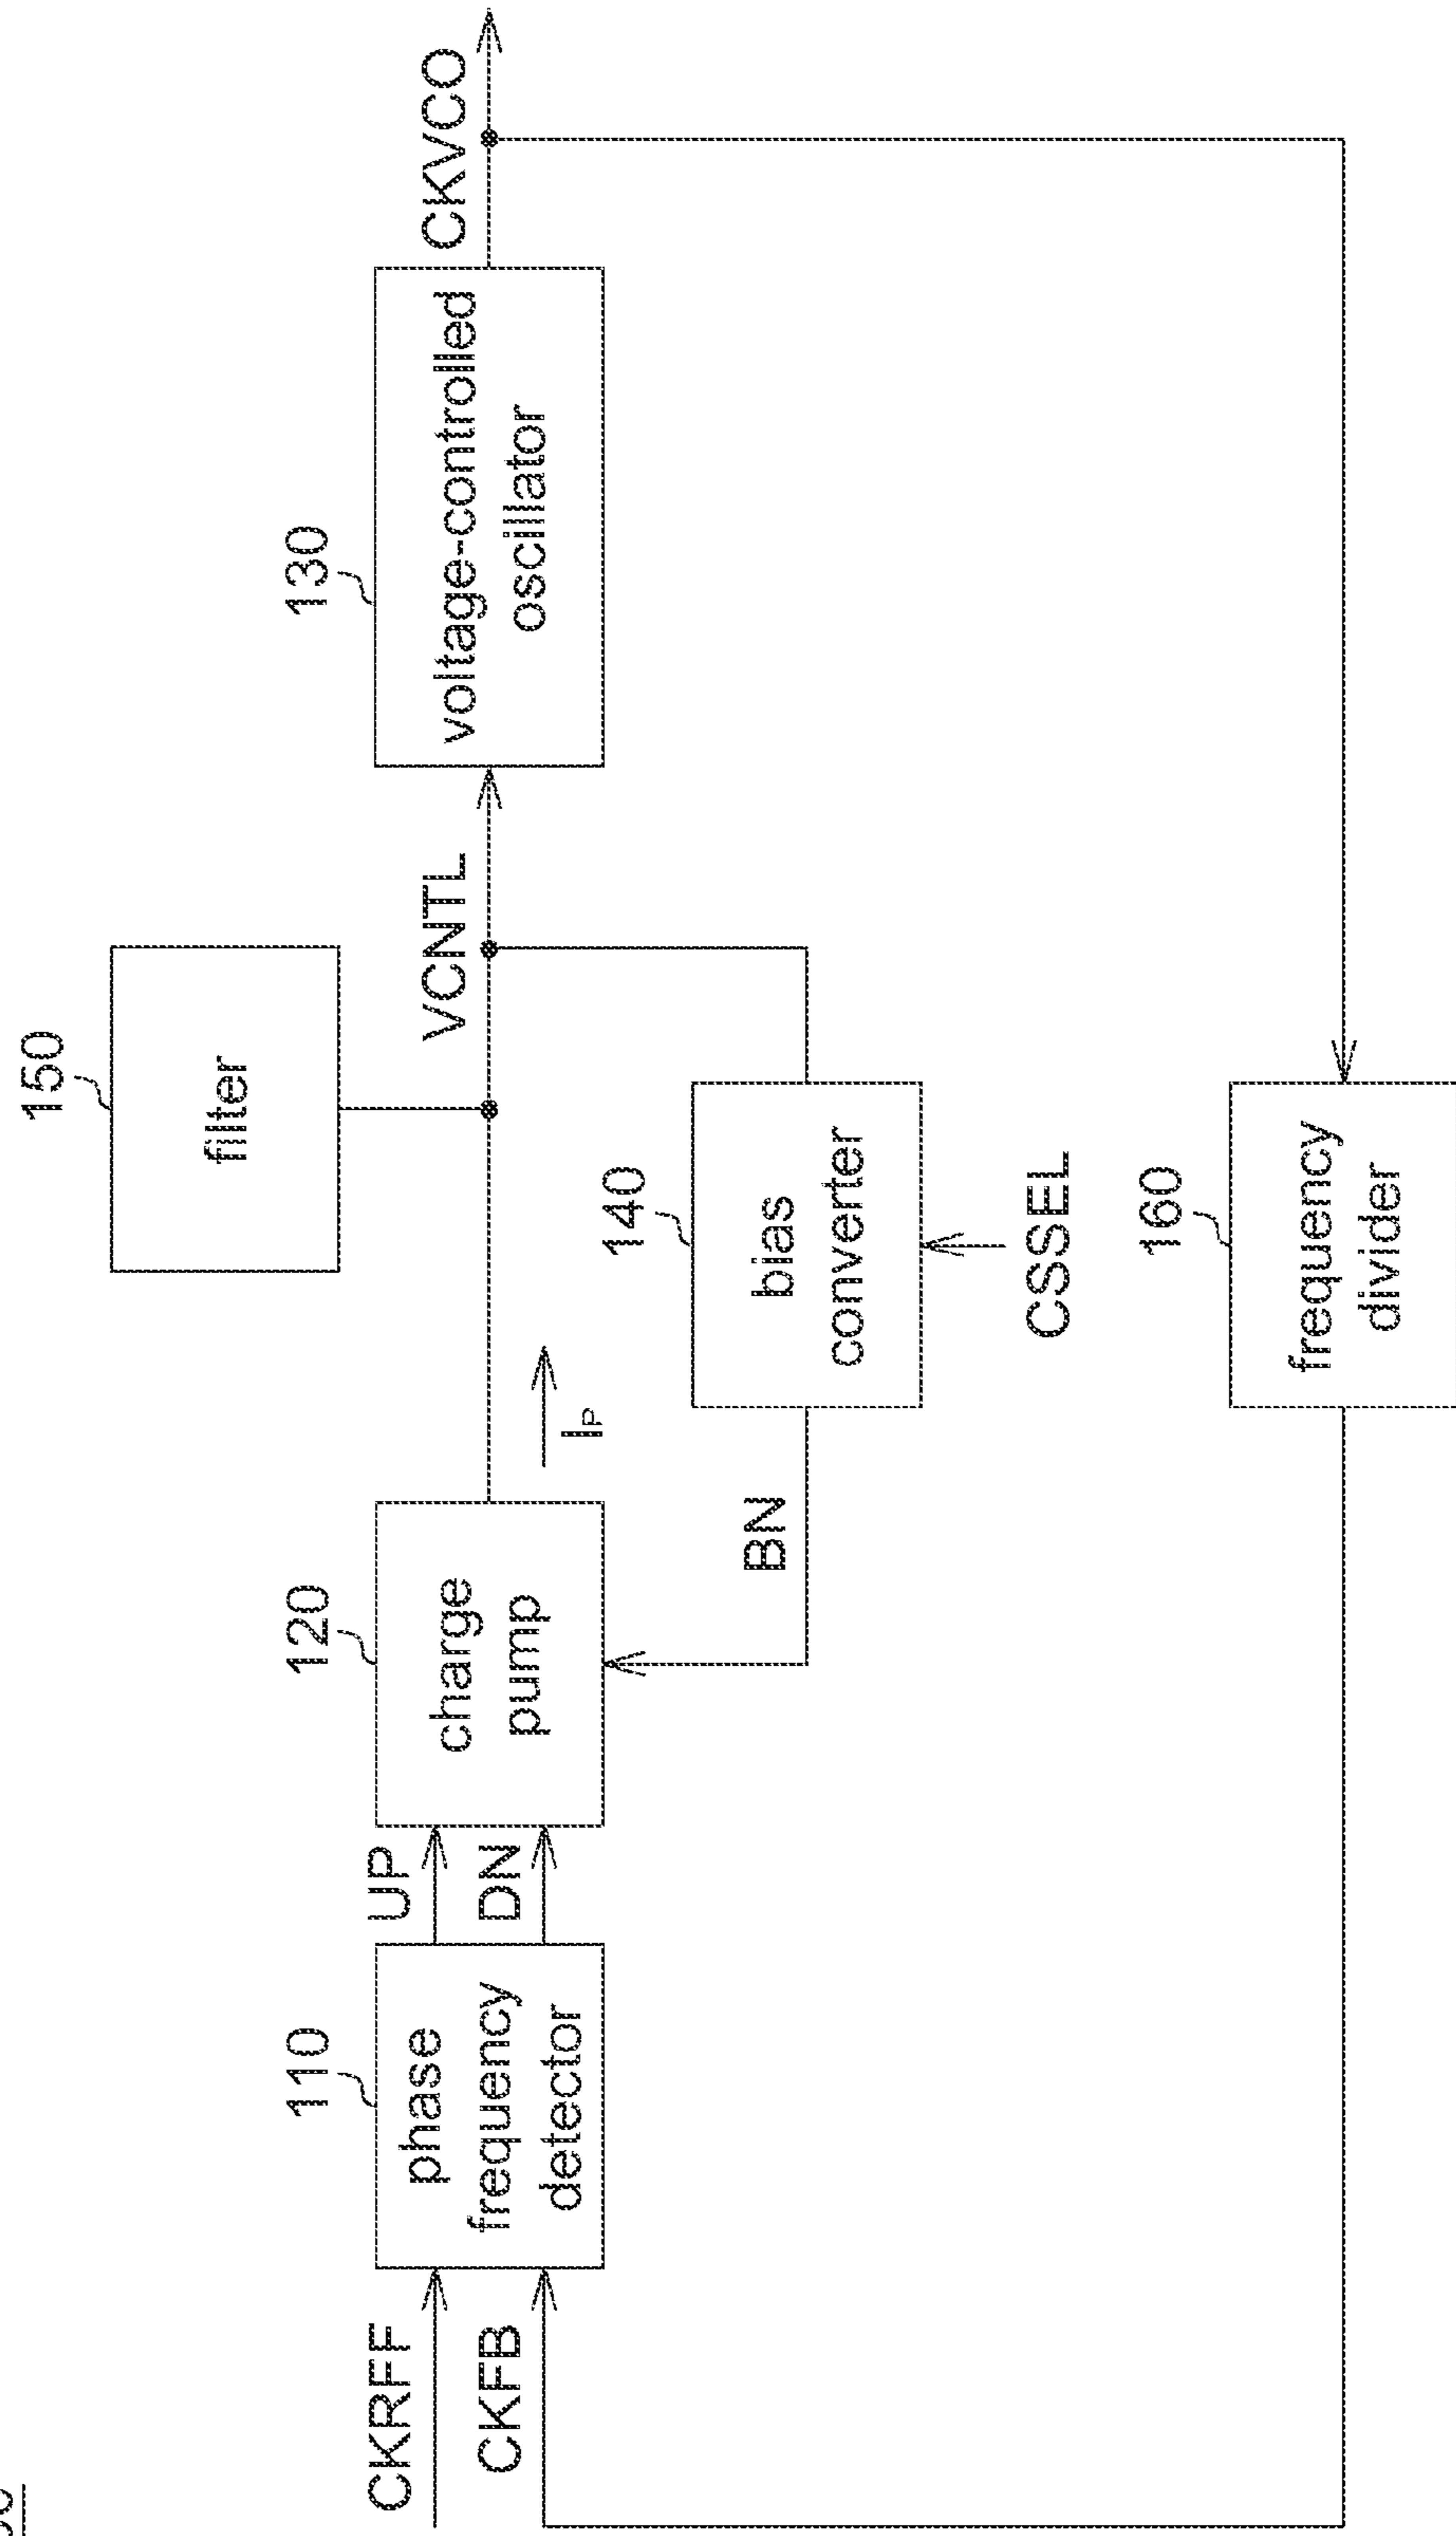 150
filter
110
120
130
CKRFF
CKFB
phase
frequency
detector
UP
DN
charge
pump
IP
VCNTL
voltage-controlled
oscillator
CKVCO
BN
140
bias
converter
CSSEL
160
frequency
divider